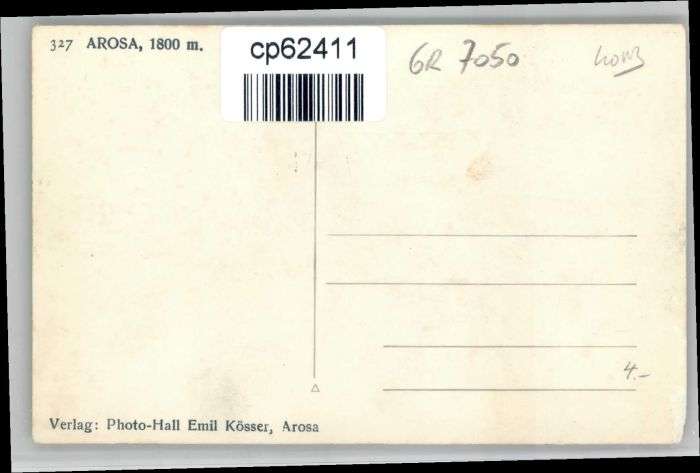 327 AROSA, 1800 m.
cp62411
GR 7050
4.-
Verlag: Photo-Hall Emil Kösser, Arosa